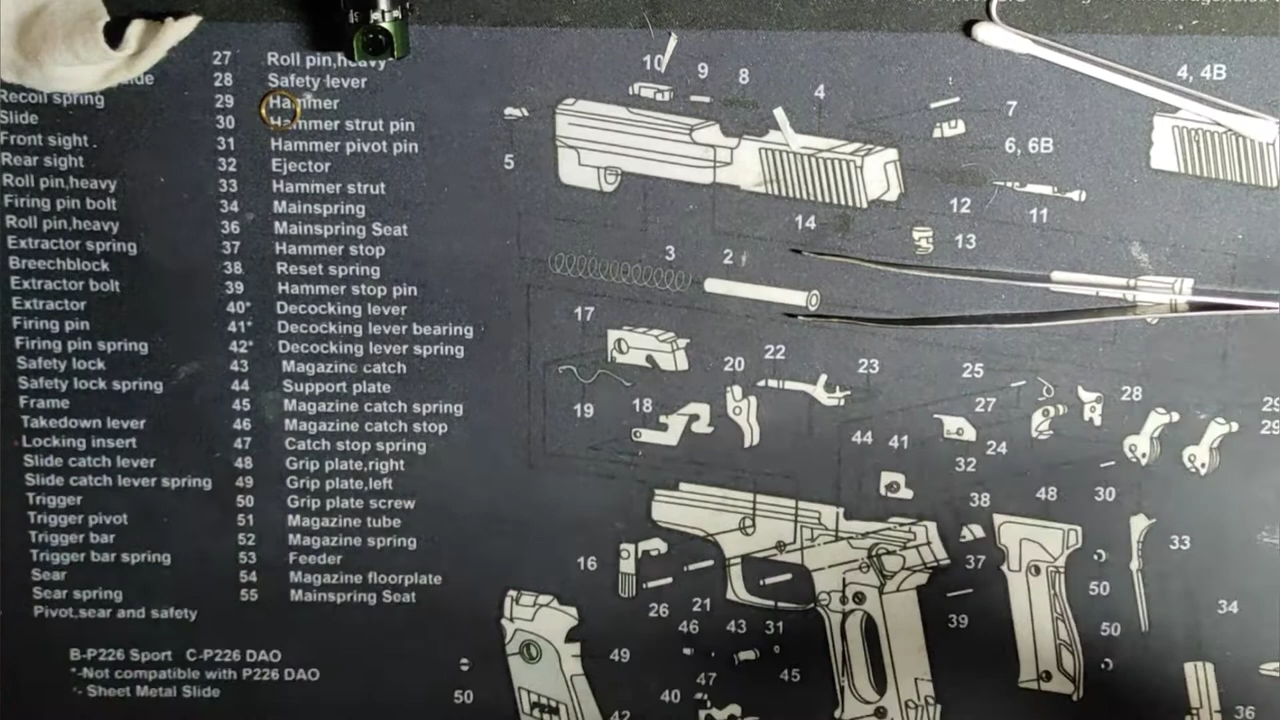 27 Roll pin,heavy
28 Safety lever
Recoil spring 29 Hammer
Slide 30 Hammer strut pin
Front sight . 31 Hammer pivot pin
Rear sight 32 Ejector
Roll pin,heavy 33 Hammer strut
Firing pin bolt 34 Mainspring
Roll pin,heavy 36 Mainspring Seat
Extractor spring 37 Hammer stop
Breechblock 38 Reset spring
Extractor bolt 39 Hammer stop pin
Extractor 40* Decocking lever
Firing pin 41* Decocking lever bearing
Firing pin spring 42* Decocking lever spring
Safety lock 43 Magazine catch
Safety lock spring 44 Support plate
Frame 45 Magazine catch spring
Takedown lever 46 Magazine catch stop
Locking insert 47 Catch stop spring
Slide catch lever 48 Grip plate,right
Slide catch lever spring 49 Grip plate,left
Trigger 50 Grip plate screw
Trigger pivot 51 Magazine tube
Trigger bar 52 Magazine spring
Trigger bar spring 53 Feeder
Sear 54 Magazine floorplate
Sear spring 55 Mainspring Seat
Pivot,sear and safety
B-P226 Sport C-P226 DAO
*-Not compatible with P226 DAO
- Sheet Metal Slide
10 9 8 4 7 4, 4B
5 6, 6B
14 12 11
13
3 2
17
20 22 23 25 28 29
19 18 27 29
44 41 24
32
38 48 30
16 37 33
26 21 50 34
46 43 31 39 50
49 47 45
50 40 42 36